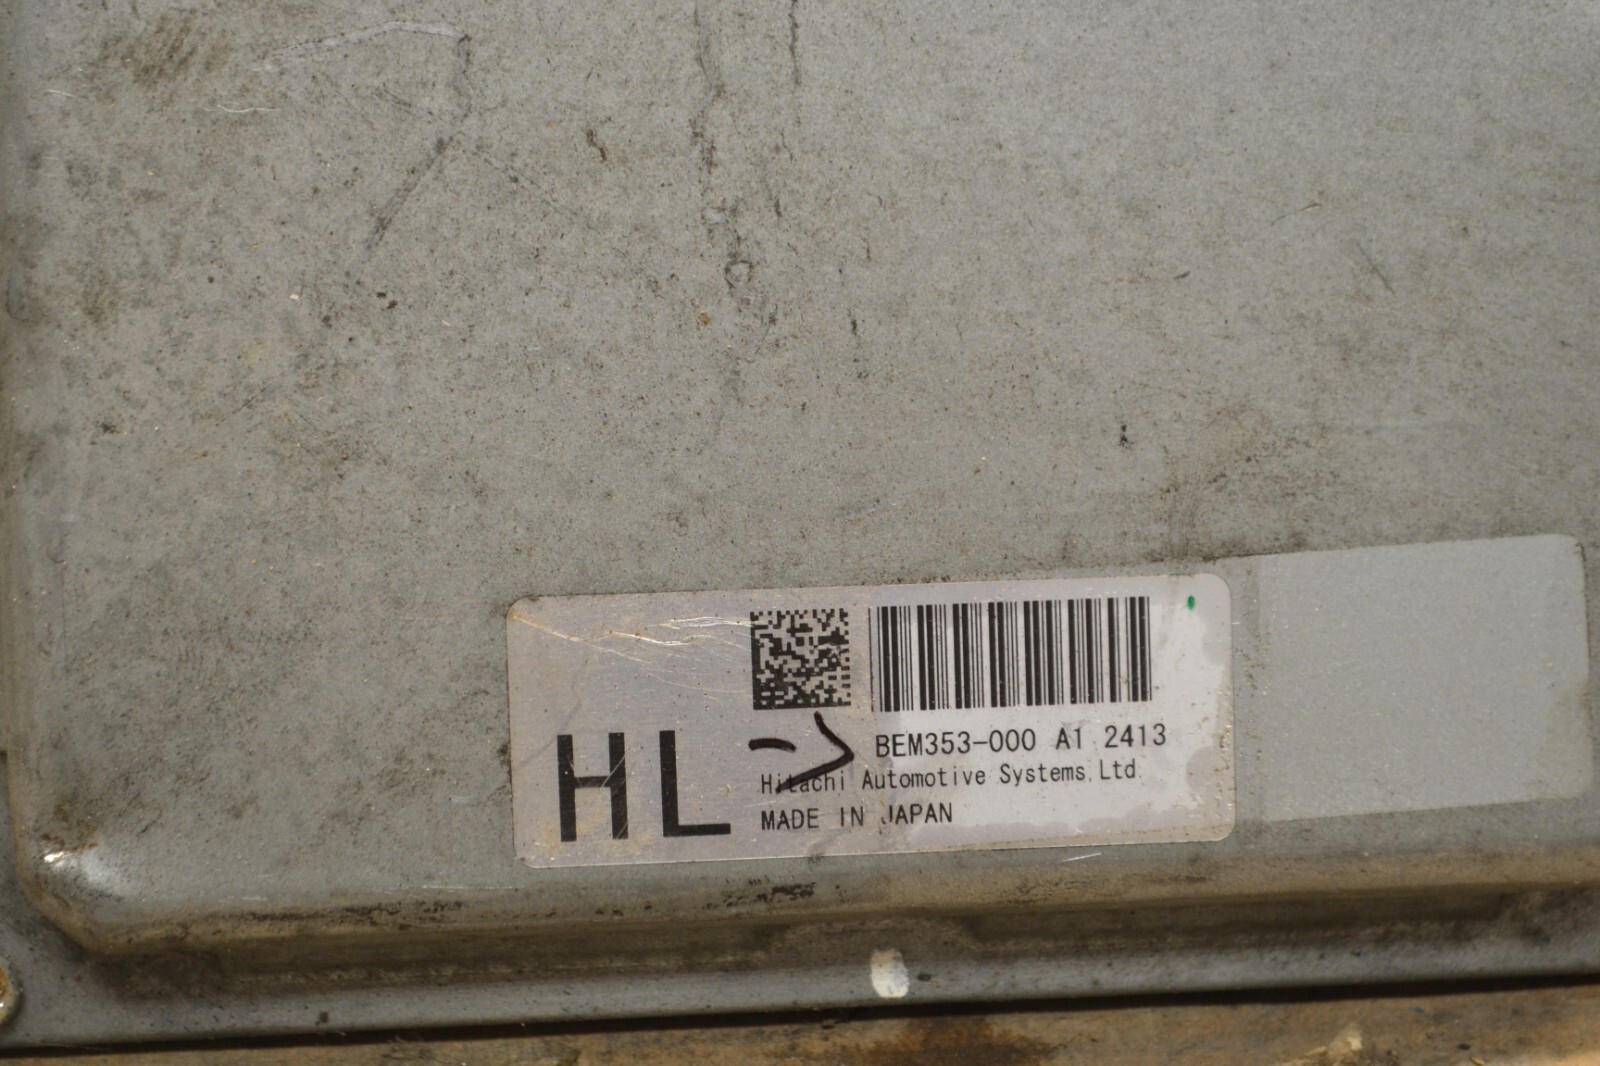 HL
BEM353-000 A1 2413
Hitachi Automotive Systems,Ltd.
MADE IN JAPAN